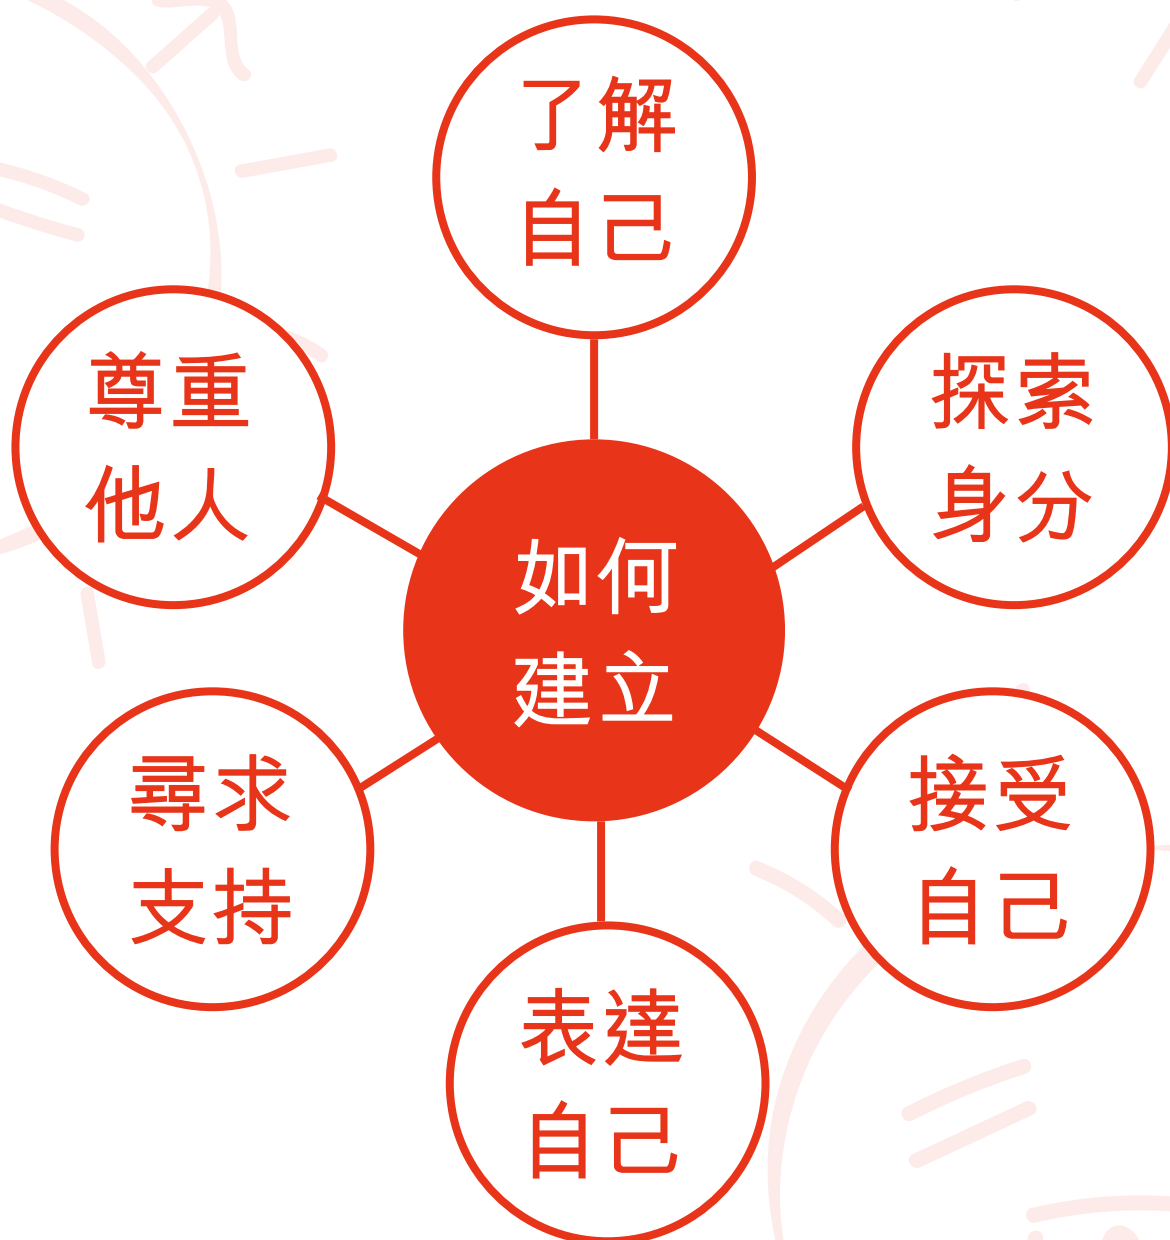 了解
自己
探索
身分
接受
自己
表達
自己
尋求
支持
尊重
他人
如何
建立